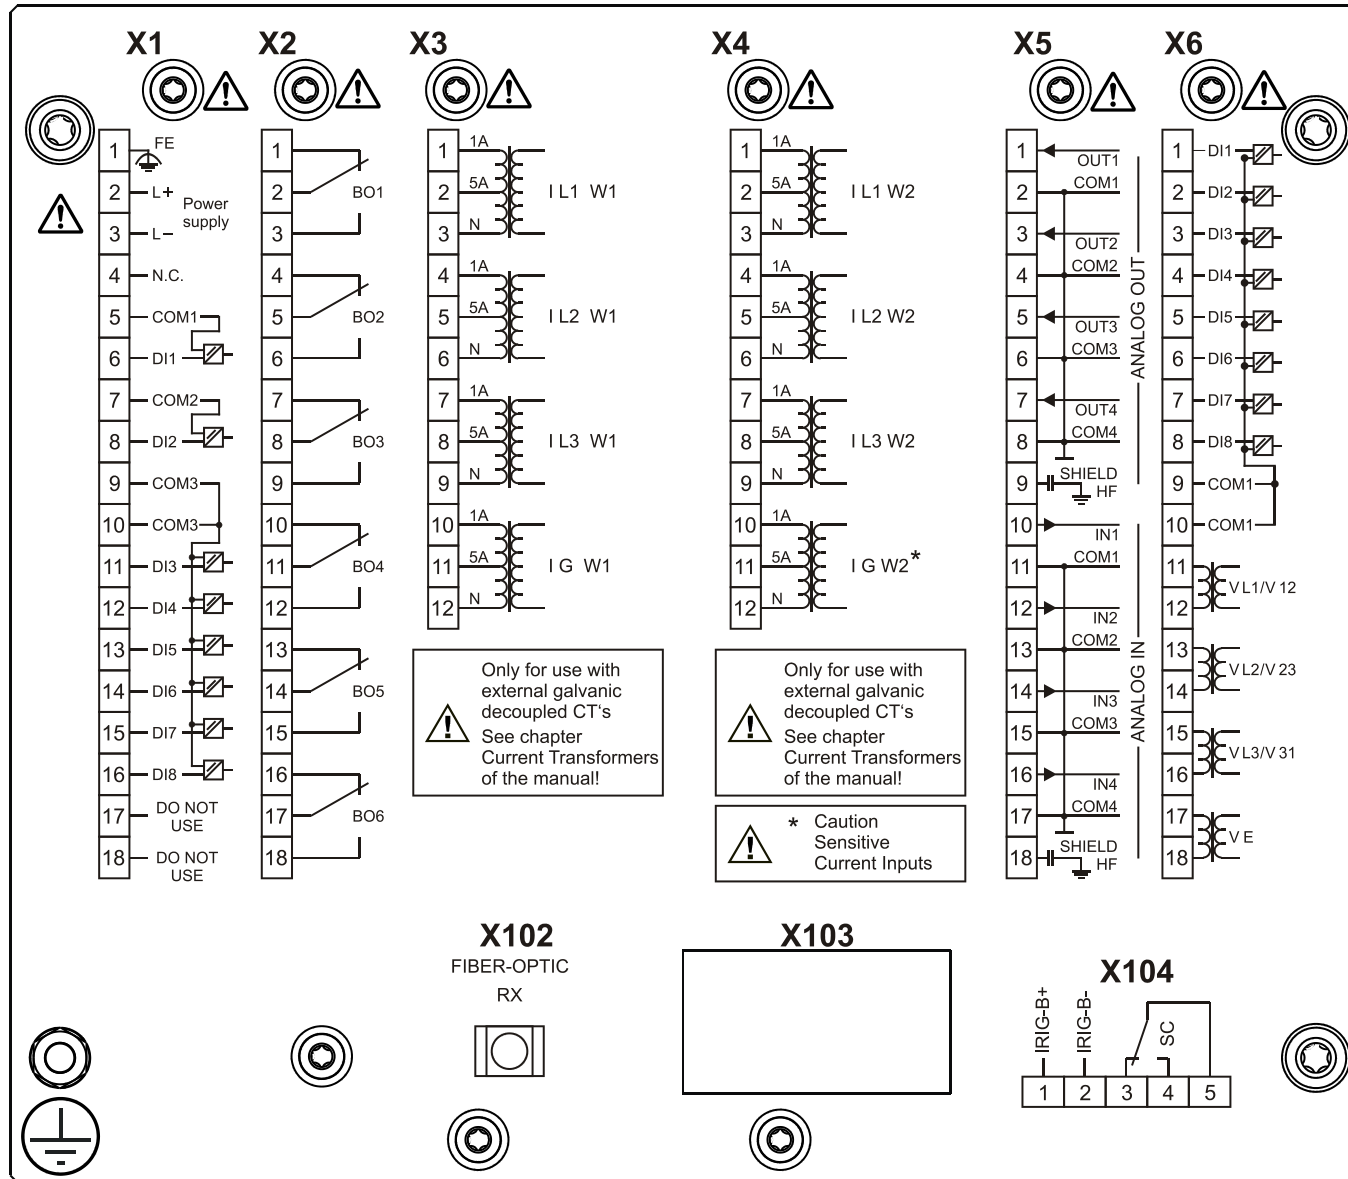 X1
X2
X3
X4
X5
X6
1 FE
2 L+
Power
supply
3 L−
4 N.C.
5 COM1
6 DI1
7 COM2
8 DI2
9 COM3
10 COM3
11 DI3
12 DI4
13 DI5
14 DI6
15 DI7
16 DI8
17 DO NOT
USE
18 DO NOT
USE
1
2 BO1
3
4
5 BO2
6
7
8 BO3
9
10
11 BO4
12
13
14 BO5
15
16
17 BO6
18
1 1A
2 5A I L1 W1
3 N
4 1A
5 5A I L2 W1
6 N
7 1A
8 5A I L3 W1
9 N
10 1A
11 5A I G W1
12 N
Only for use with
external galvanic
decoupled CT's
See chapter
Current Transformers
of the manual!
1 1A
2 5A I L1 W2
3 N
4 1A
5 5A I L2 W2
6 N
7 1A
8 5A I L3 W2
9 N
10 1A
11 5A I G W2*
12 N
Only for use with
external galvanic
decoupled CT's
See chapter
Current Transformers
of the manual!
* Caution
Sensitive
Current Inputs
1 OUT1
2 COM1
3 OUT2
4 COM2
5 OUT3
6 COM3
7 OUT4
8 COM4
9 SHIELD
HF
ANALOG OUT
10 IN1
11 COM1
12 IN2
13 COM2
14 IN3
15 COM3
16 IN4
17 COM4
18 SHIELD
HF
ANALOG IN
1 DI1
2 DI2
3 DI3
4 DI4
5 DI5
6 DI6
7 DI7
8 DI8
9 COM1
10 COM1
11
12
V L1/V 12
13
14
V L2/V 23
15
16
V L3/V 31
17
18
V E
X102
FIBER-OPTIC
RX
X103
X104
IRIG-B+
IRIG-B-
SC
1 2 3 4 5